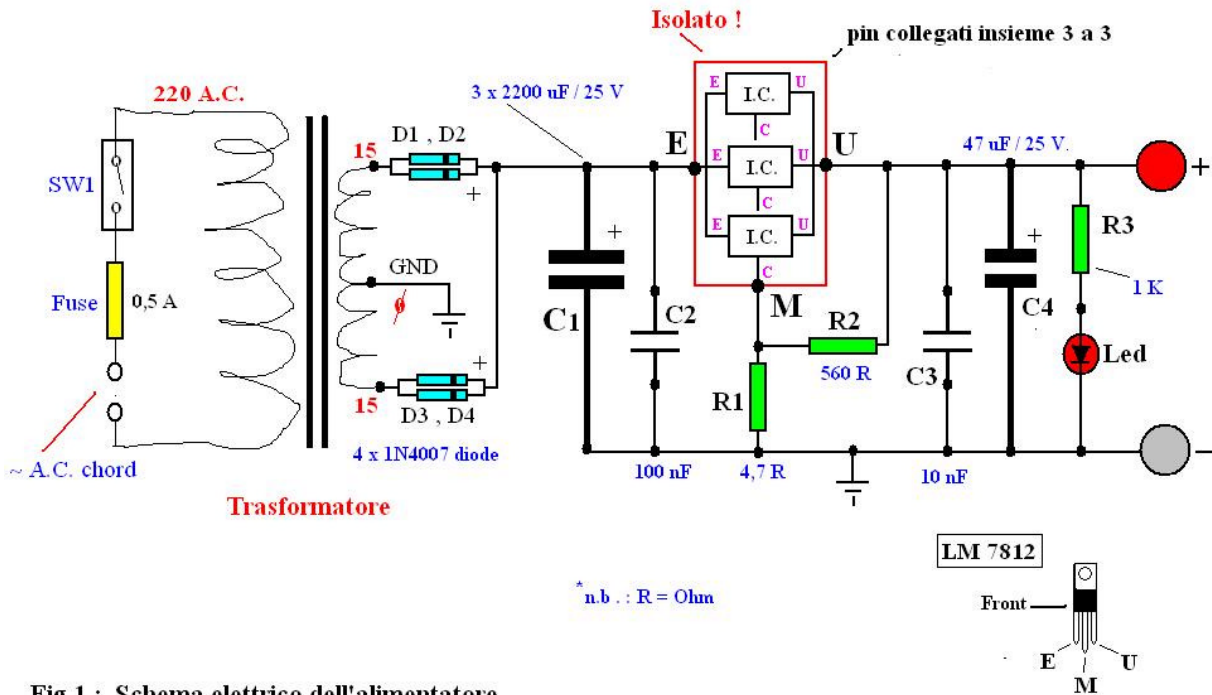 Isolato !
pin collegati insieme 3 a 3
220 A.C.
3 x 2200 uF / 25 V
E
I.C.
U
C
D1 , D2
15
+
E
E
I.C.
U
C
U
47 uF / 25 V.
+
SW1
E
I.C.
U
C
R3
1 K
GND
+
C1
C2
M
R2
560 R
C3
+
C4
Led
Fuse
0,5 A
ϕ
+
15
D3 , D4
R1
4 x 1N4007 diode
~ A.C. chord
100 nF
4,7 R
10 nF
-
Trasformatore
LM 7812
*n.b . : R = Ohm
Front
E
U
M
Fig.1 : Schema elettrico dell'alimentatore